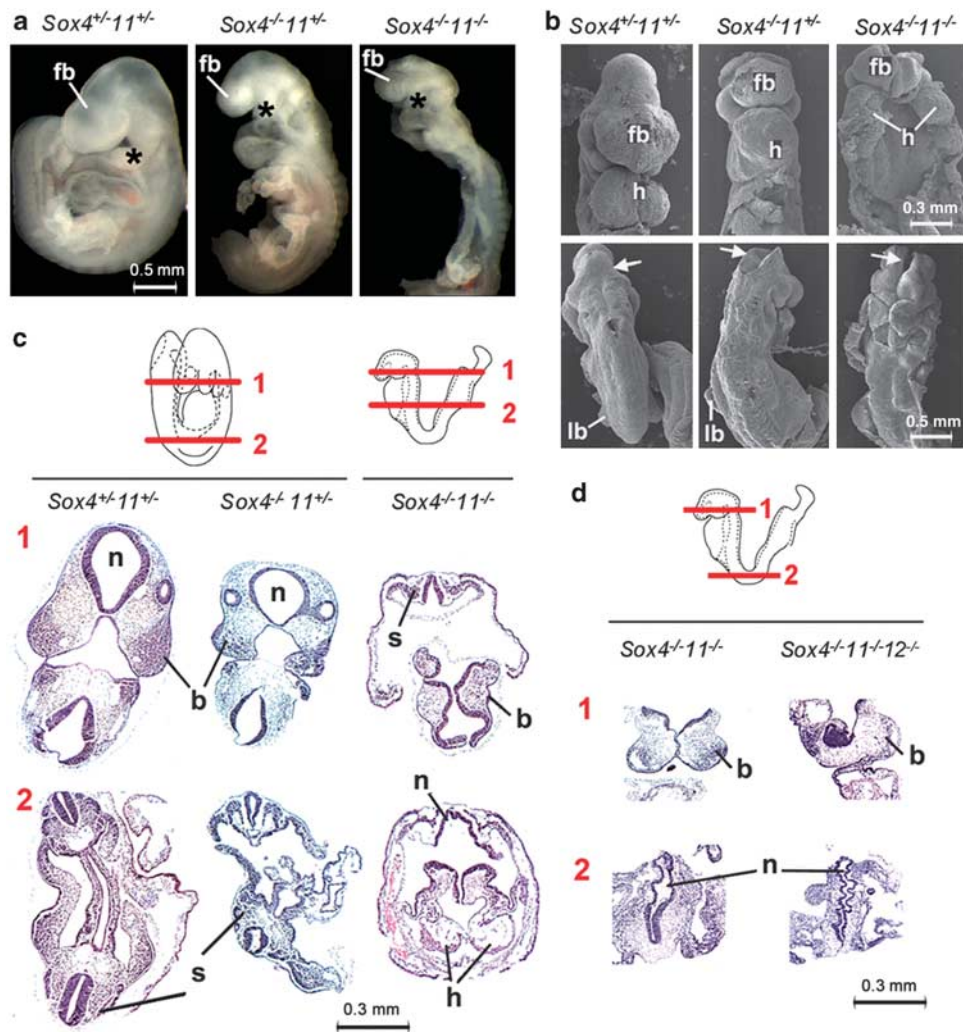 a
Sox4+/-11+/- Sox4-/-11+/- Sox4-/-11-/-
fb
*
0.5 mm
fb
*
fb
*
b
Sox4+/-11+/- Sox4-/-11+/- Sox4-/-11-/-
fb
h
fb
h
fb
h
0.3 mm
lb
lb
0.5 mm
c
1
2
1
2
Sox4+/-11+/- Sox4-/-11+/- Sox4-/-11-/-
1
n
n
s
b
b
2
n
s
h
0.3 mm
d
1
2
Sox4-/-11-/- Sox4-/-11-/-12-/-
1
b
b
2
n
0.3 mm